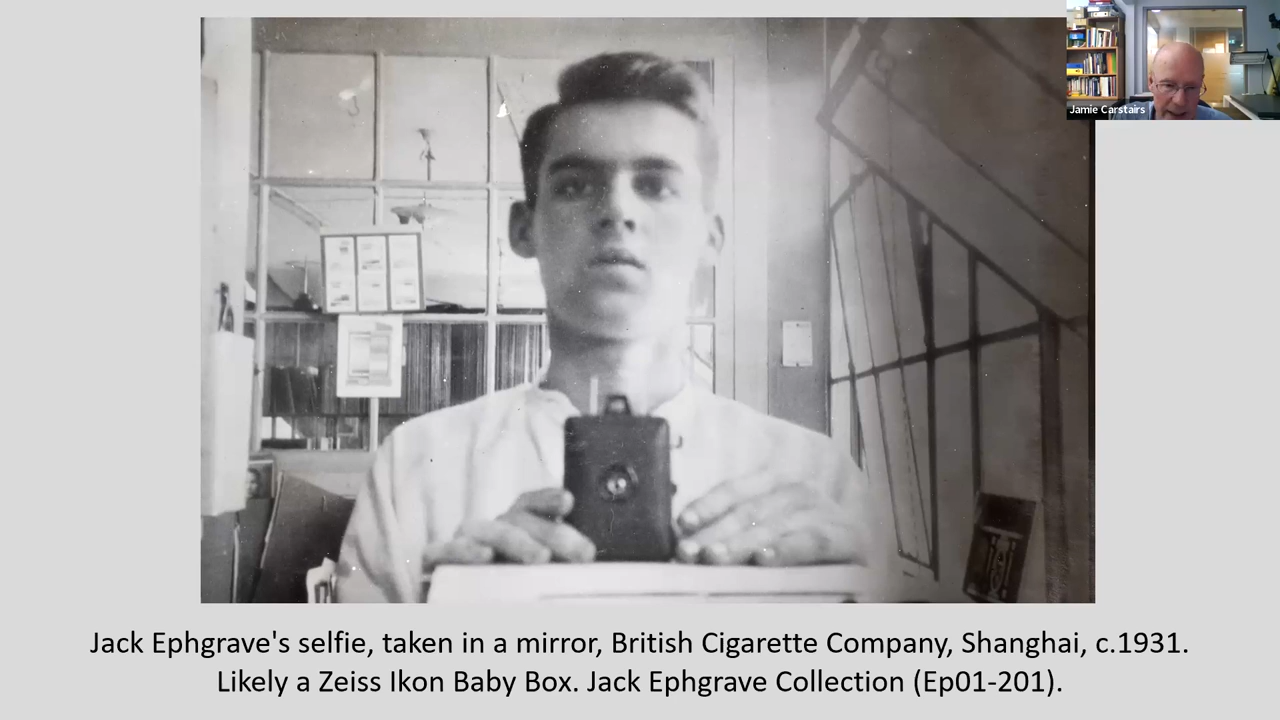 Jamie Carstairs
Jack Ephgrave's selfie, taken in a mirror, British Cigarette Company, Shanghai, c.1931.
Likely a Zeiss Ikon Baby Box. Jack Ephgrave Collection (Ep01-201).